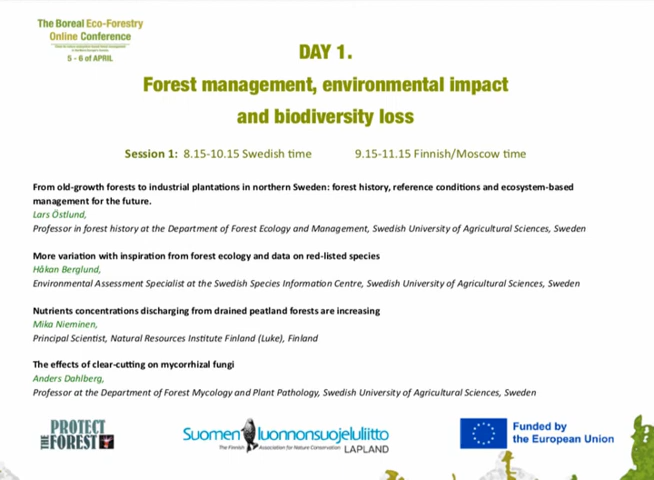 The Boreal Eco-Forestry
Online Conference
5 - 6 of APRIL
DAY 1.
Forest management, environmental impact
and biodiversity loss
Session 1: 8.15-10.15 Swedish time 9.15-11.15 Finnish/Moscow time
From old-growth forests to industrial plantations in northern Sweden: forest history, reference conditions and ecosystem-based
management for the future.
Lars Östlund,
Professor in forest history at the Department of Forest Ecology and Management, Swedish University of Agricultural Sciences, Sweden
More variation with inspiration from forest ecology and data on red-listed species
Håkan Berglund,
Environmental Assessment Specialist at the Swedish Species Information Centre, Swedish University of Agricultural Sciences, Sweden
Nutrients concentrations discharging from drained peatland forests are increasing
Mika Nieminen,
Principal Scientist, Natural Resources Institute Finland (Luke), Finland
The effects of clear-cutting on mycorrhizal fungi
Anders Dahlberg,
Professor at the Department of Forest Mycology and Plant Pathology, Swedish University of Agricultural Sciences, Sweden
PROTECT
THE FOREST
Suomen luonnonsuojeluliitto
The Finnish Association for Nature Conservation LAPLAND
Funded by
the European Union